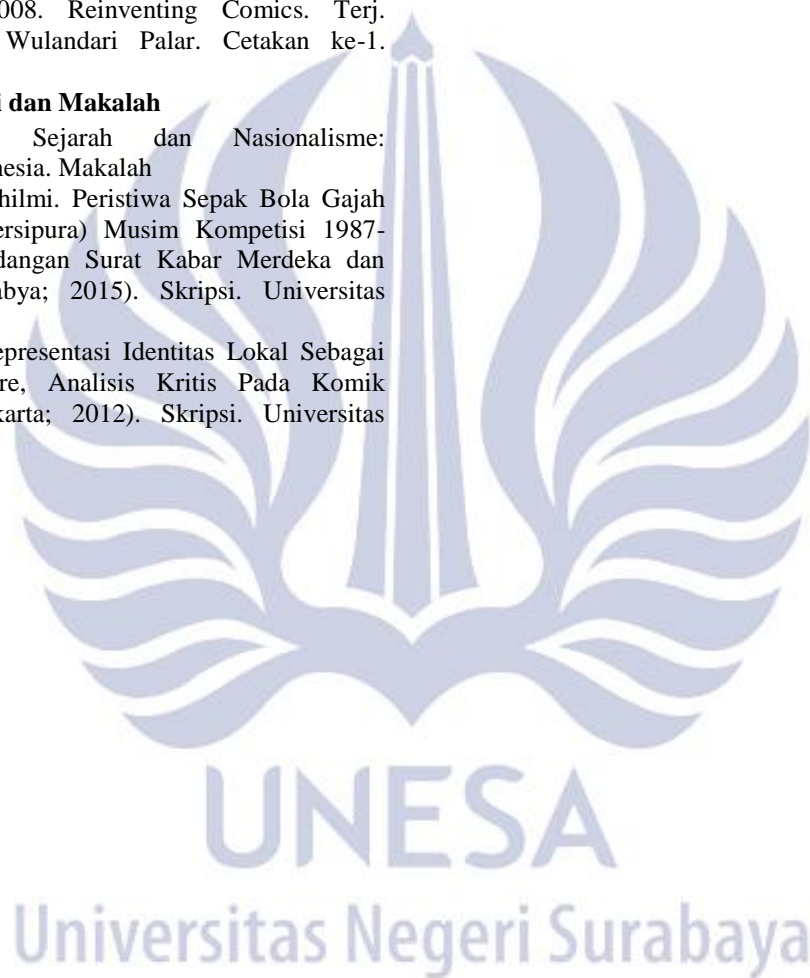 008. Reinventing Comics. Terj.
Wulandari Palar. Cetakan ke-1.
i dan Makalah
Sejarah dan Nasionalisme:
nesia. Makalah
hilmi. Peristiwa Sepak Bola Gajah
ersipura) Musim Kompetisi 1987-
dangan Surat Kabar Merdeka dan
abya; 2015). Skripsi. Universitas
epresentasi Identitas Lokal Sebagai
re, Analisis Kritis Pada Komik
karta; 2012). Skripsi. Universitas
UNESA
Universitas Negeri Surabaya